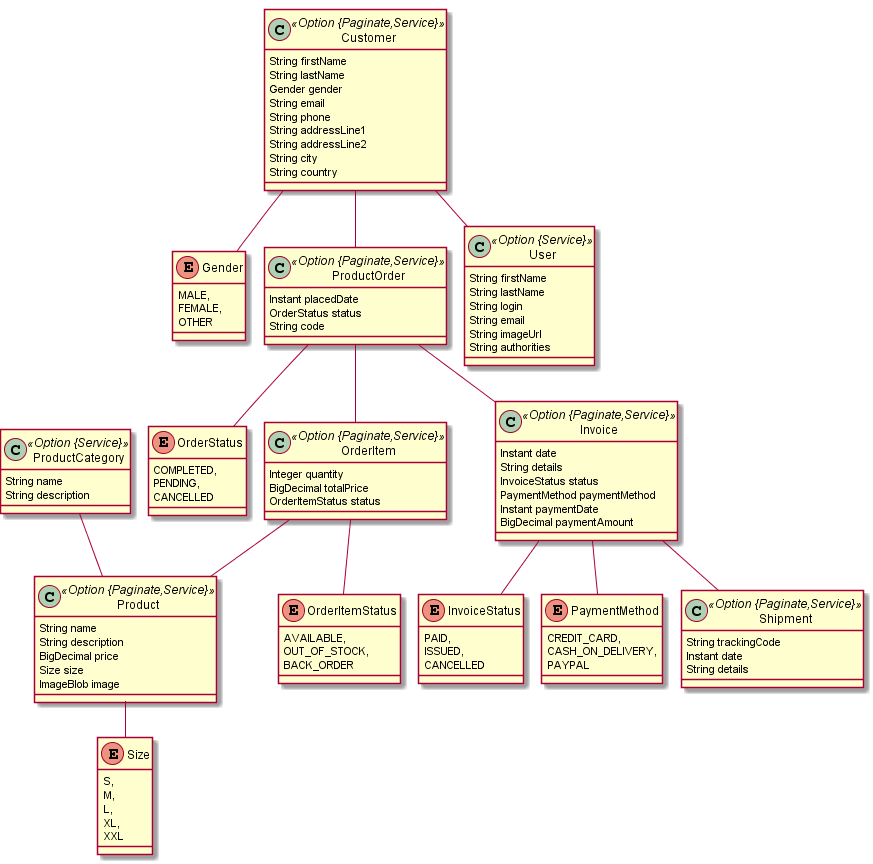 C
«Option {Paginate,Service}»
Customer
String firstName
String lastName
Gender gender
String email
String phone
String addressLine1
String addressLine2
String city
String country
E Gender
MALE,
FEMALE,
OTHER
C
«Option {Paginate,Service}»
ProductOrder
Instant placedDate
OrderStatus status
String code
C
«Option {Service}»
User
String firstName
String lastName
String login
String email
String imageUrl
String authorities
C
«Option {Service}»
ProductCategory
String name
String description
E OrderStatus
COMPLETED,
PENDING,
CANCELLED
C
«Option {Paginate,Service}»
OrderItem
Integer quantity
BigDecimal totalPrice
OrderItemStatus status
C
«Option {Paginate,Service}»
Invoice
Instant date
String details
InvoiceStatus status
PaymentMethod paymentMethod
Instant paymentDate
BigDecimal paymentAmount
C
«Option {Paginate,Service}»
Product
String name
String description
BigDecimal price
Size size
ImageBlob image
E OrderItemStatus
AVAILABLE,
OUT_OF_STOCK,
BACK_ORDER
E InvoiceStatus
PAID,
ISSUED,
CANCELLED
E PaymentMethod
CREDIT_CARD,
CASH_ON_DELIVERY,
PAYPAL
C
«Option {Paginate,Service}»
Shipment
String trackingCode
Instant date
String details
E Size
S,
M,
L,
XL,
XXL